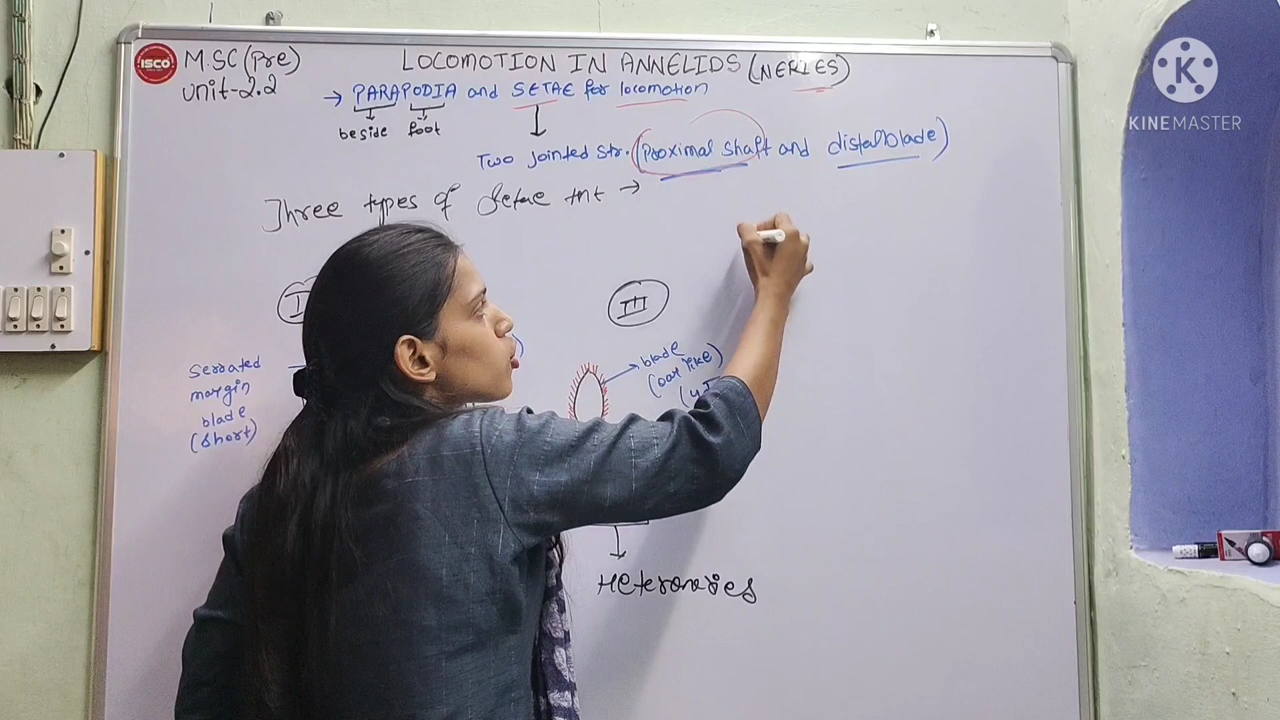 ISCO
M.SC (Pre)
Unit-2.2
LOCOMOTION IN ANNELIDS (NERIES)
→ PARAPODIA and SETAE for locomotion
beside foot
Two jointed str. (Proximal shaft and distal blade)
Three types of Setae →
I
III
Serrated
margin
blade
(short)
blade
(oar like)
Heteronories
K
KINEMASTER